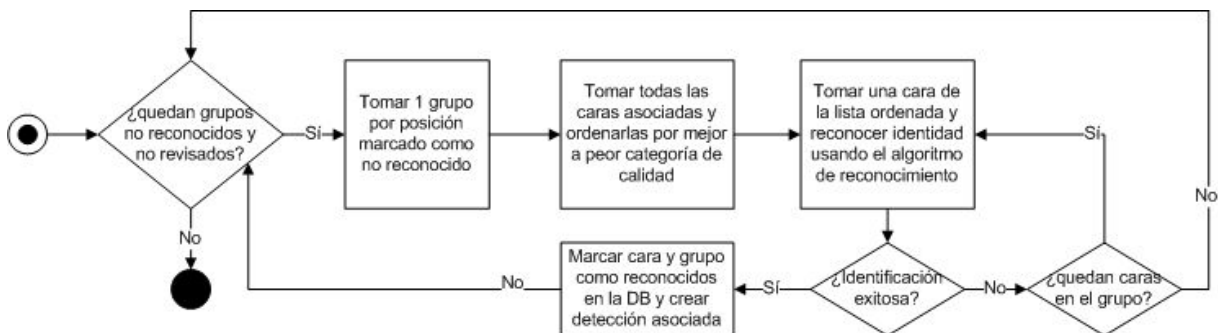 ¿quedan grupos
no reconocidos y
no revisados?
Sí
No
Tomar 1 grupo
por posición
marcado como
no reconocido
Tomar todas las
caras asociadas y
ordenarlas por mejor
a peor categoría de
calidad
Tomar una cara de
la lista ordenada y
reconocer identidad
usando el algoritmo
de reconocimiento
¿Identificación
exitosa?
Sí
No
Marcar cara y grupo
como reconocidos
en la DB y crear
detección asociada
No
¿quedan caras
en el grupo?
Sí
No